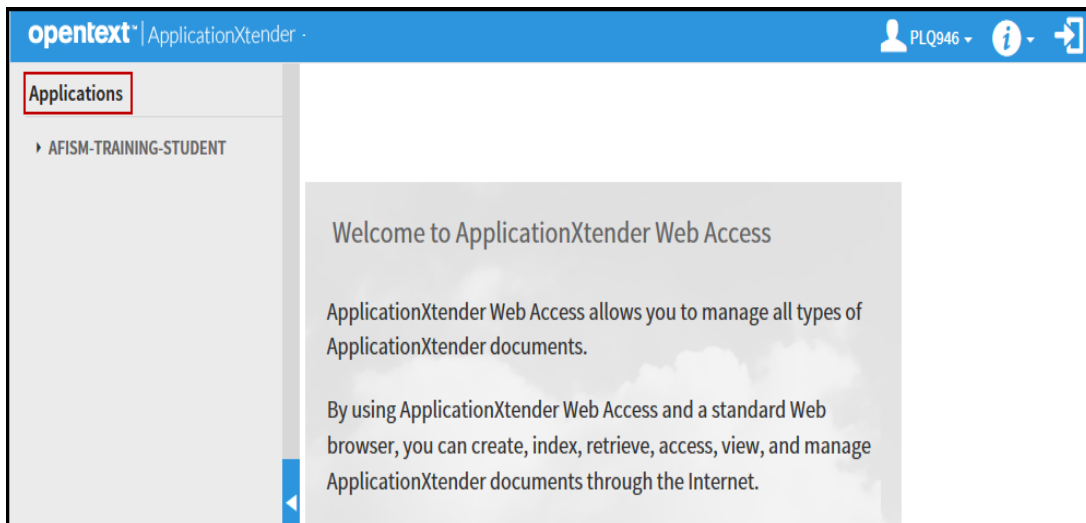 opentext™ | ApplicationXtender -
PLQ946
i
Applications
AFISM-TRAINING-STUDENT
Welcome to ApplicationXtender Web Access
ApplicationXtender Web Access allows you to manage all types of
ApplicationXtender documents.
By using ApplicationXtender Web Access and a standard Web
browser, you can create, index, retrieve, access, view, and manage
ApplicationXtender documents through the Internet.